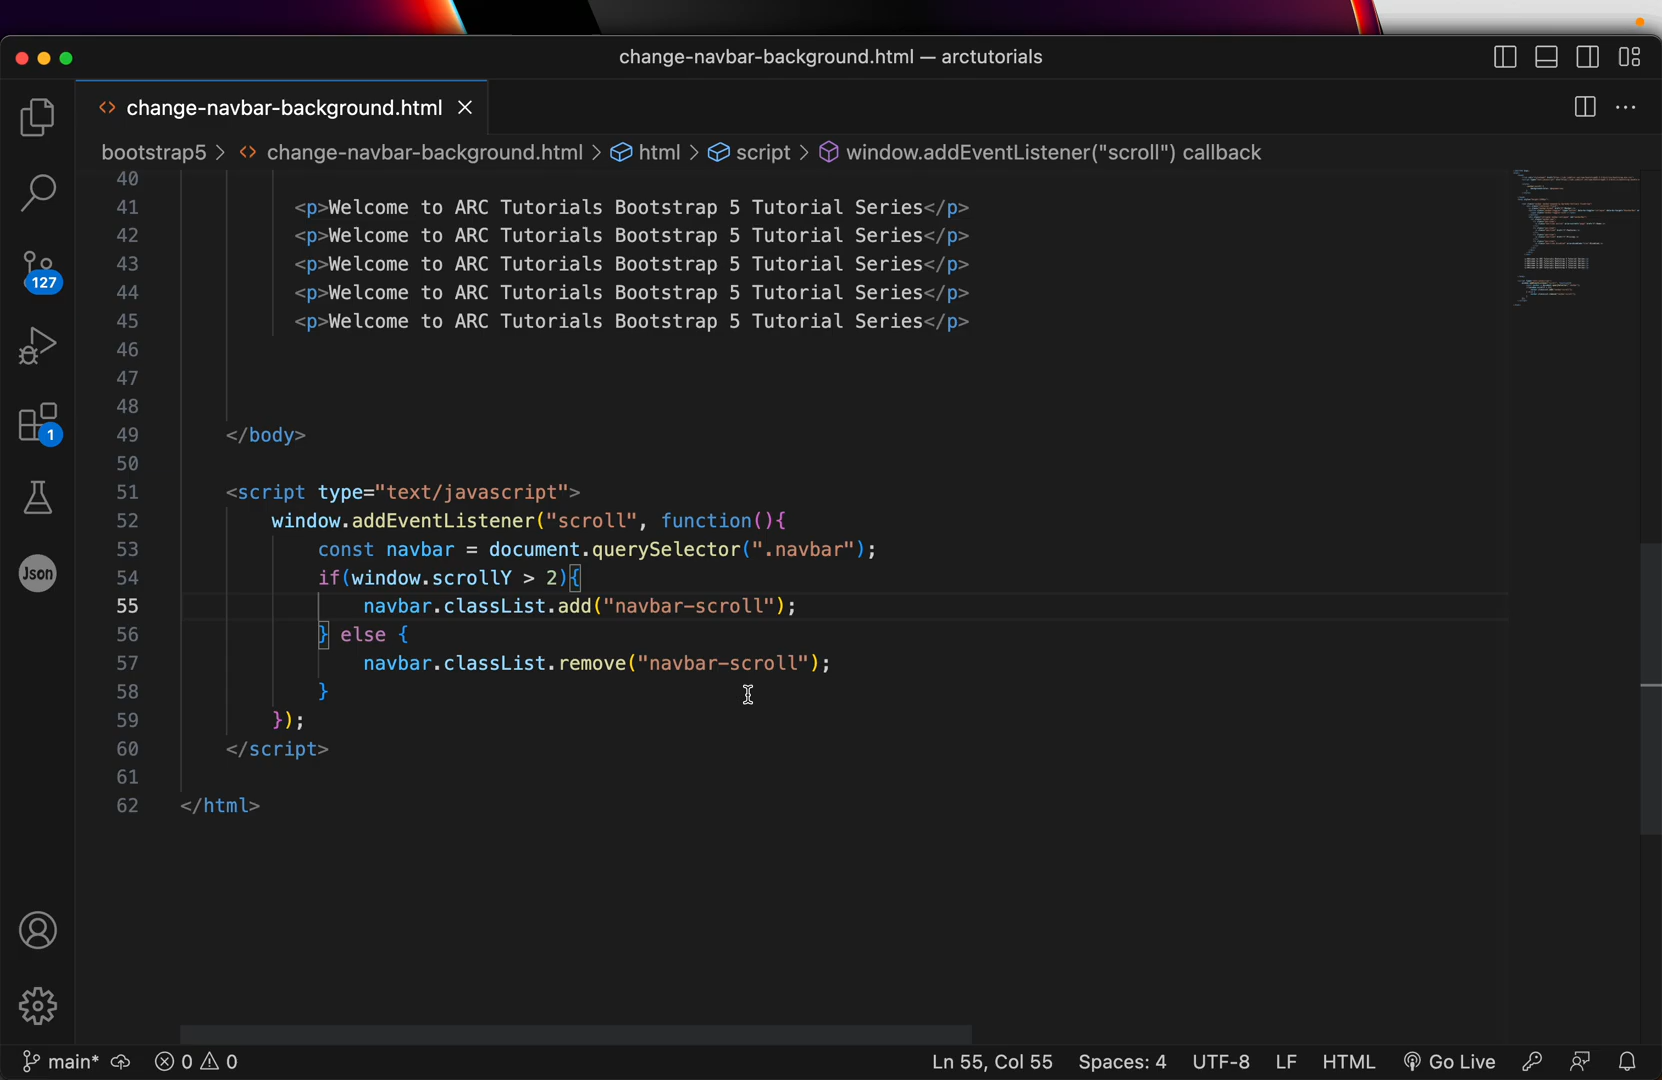 change-navbar-background.html — arctutorials
change-navbar-background.html
bootstrap5 > <> change-navbar-background.html > html > script > window.addEventListener("scroll") callback
40
41 <p>Welcome to ARC Tutorials Bootstrap 5 Tutorial Series</p>
42 <p>Welcome to ARC Tutorials Bootstrap 5 Tutorial Series</p>
43 <p>Welcome to ARC Tutorials Bootstrap 5 Tutorial Series</p>
44 <p>Welcome to ARC Tutorials Bootstrap 5 Tutorial Series</p>
45 <p>Welcome to ARC Tutorials Bootstrap 5 Tutorial Series</p>
46
47
48
49 </body>
50
51 <script type="text/javascript">
52 window.addEventListener("scroll", function(){
53 const navbar = document.querySelector(".navbar");
54 if(window.scrollY > 2){
55 navbar.classList.add("navbar-scroll");
56 } else {
57 navbar.classList.remove("navbar-scroll");
58 }
59 });
60 </script>
61
62 </html>
127
1
Json
main* 0 0 Ln 55, Col 55 Spaces: 4 UTF-8 LF HTML Go Live